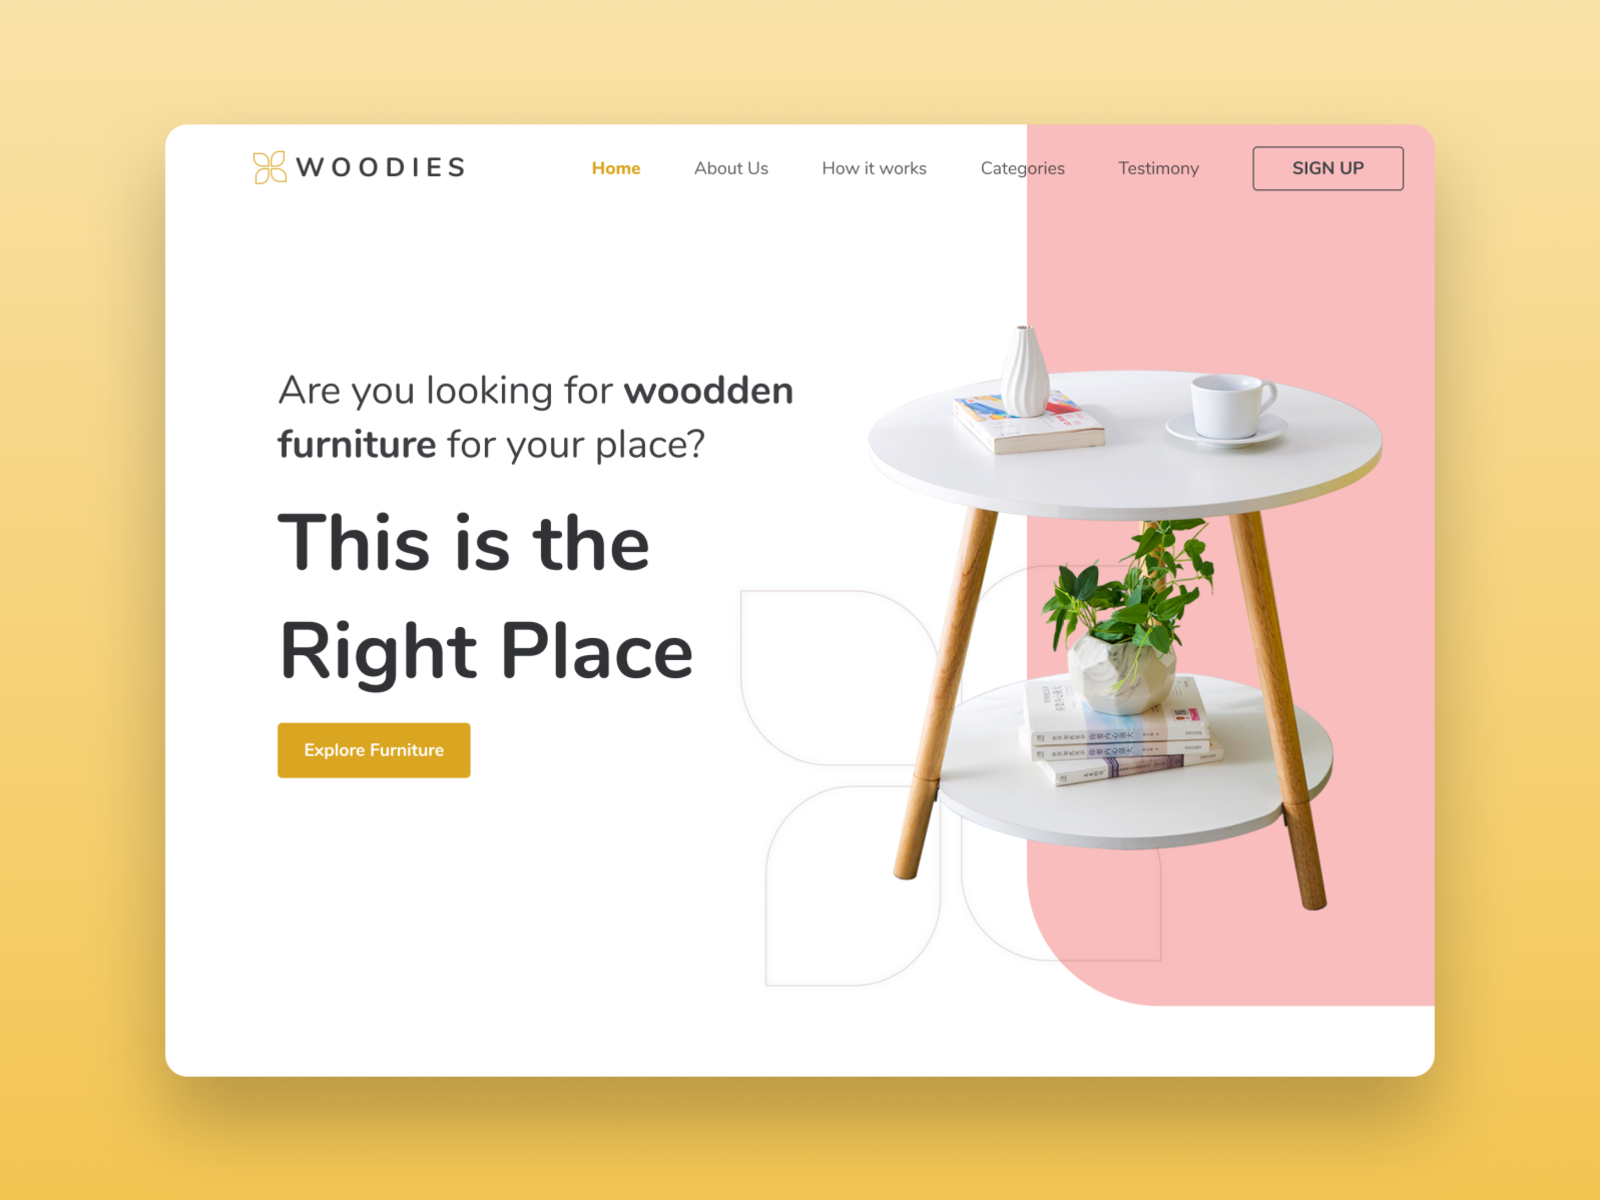 WOODIES
Home
About Us
How it works
Categories
Testimony
SIGN UP
Are you looking for woodden
furniture for your place?
This is the
Right Place
Explore Furniture